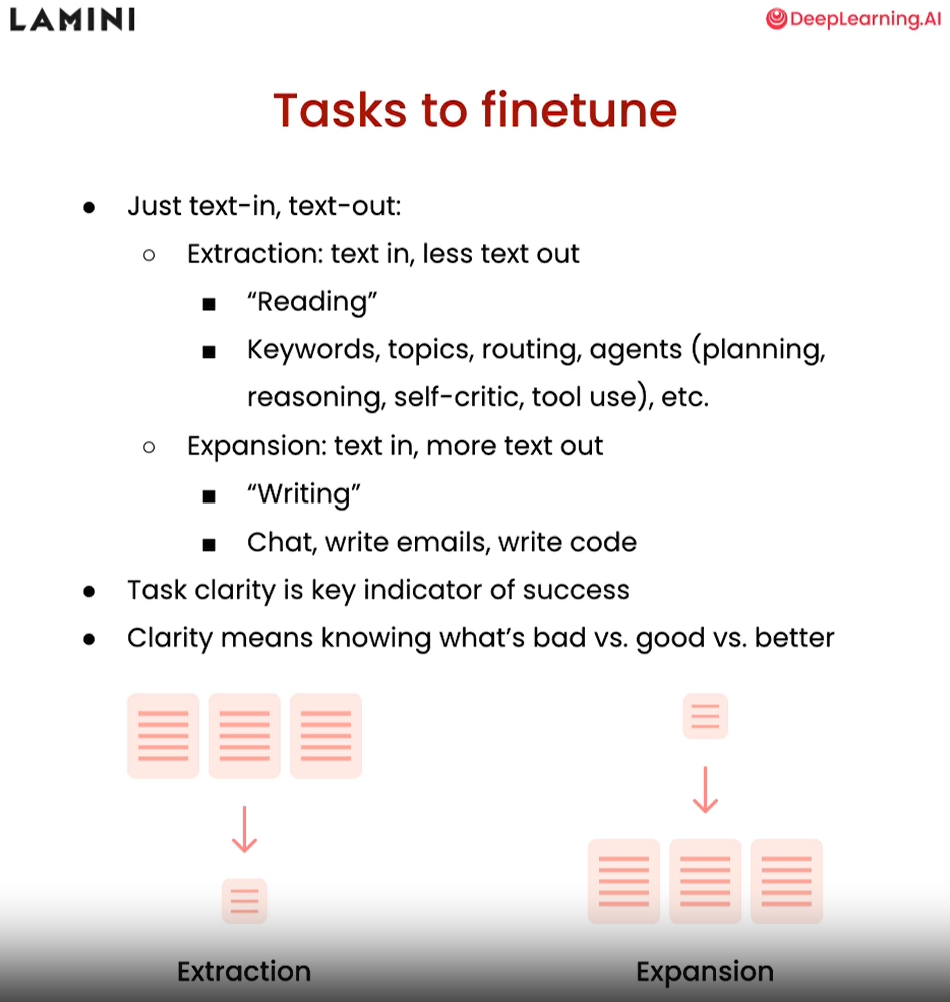 LAMINI
DeepLearning.AI
Tasks to finetune
● Just text-in, text-out:
○ Extraction: text in, less text out
■ “Reading”
■ Keywords, topics, routing, agents (planning,
reasoning, self-critic, tool use), etc.
○ Expansion: text in, more text out
■ “Writing”
■ Chat, write emails, write code
● Task clarity is key indicator of success
● Clarity means knowing what’s bad vs. good vs. better
Extraction
Expansion